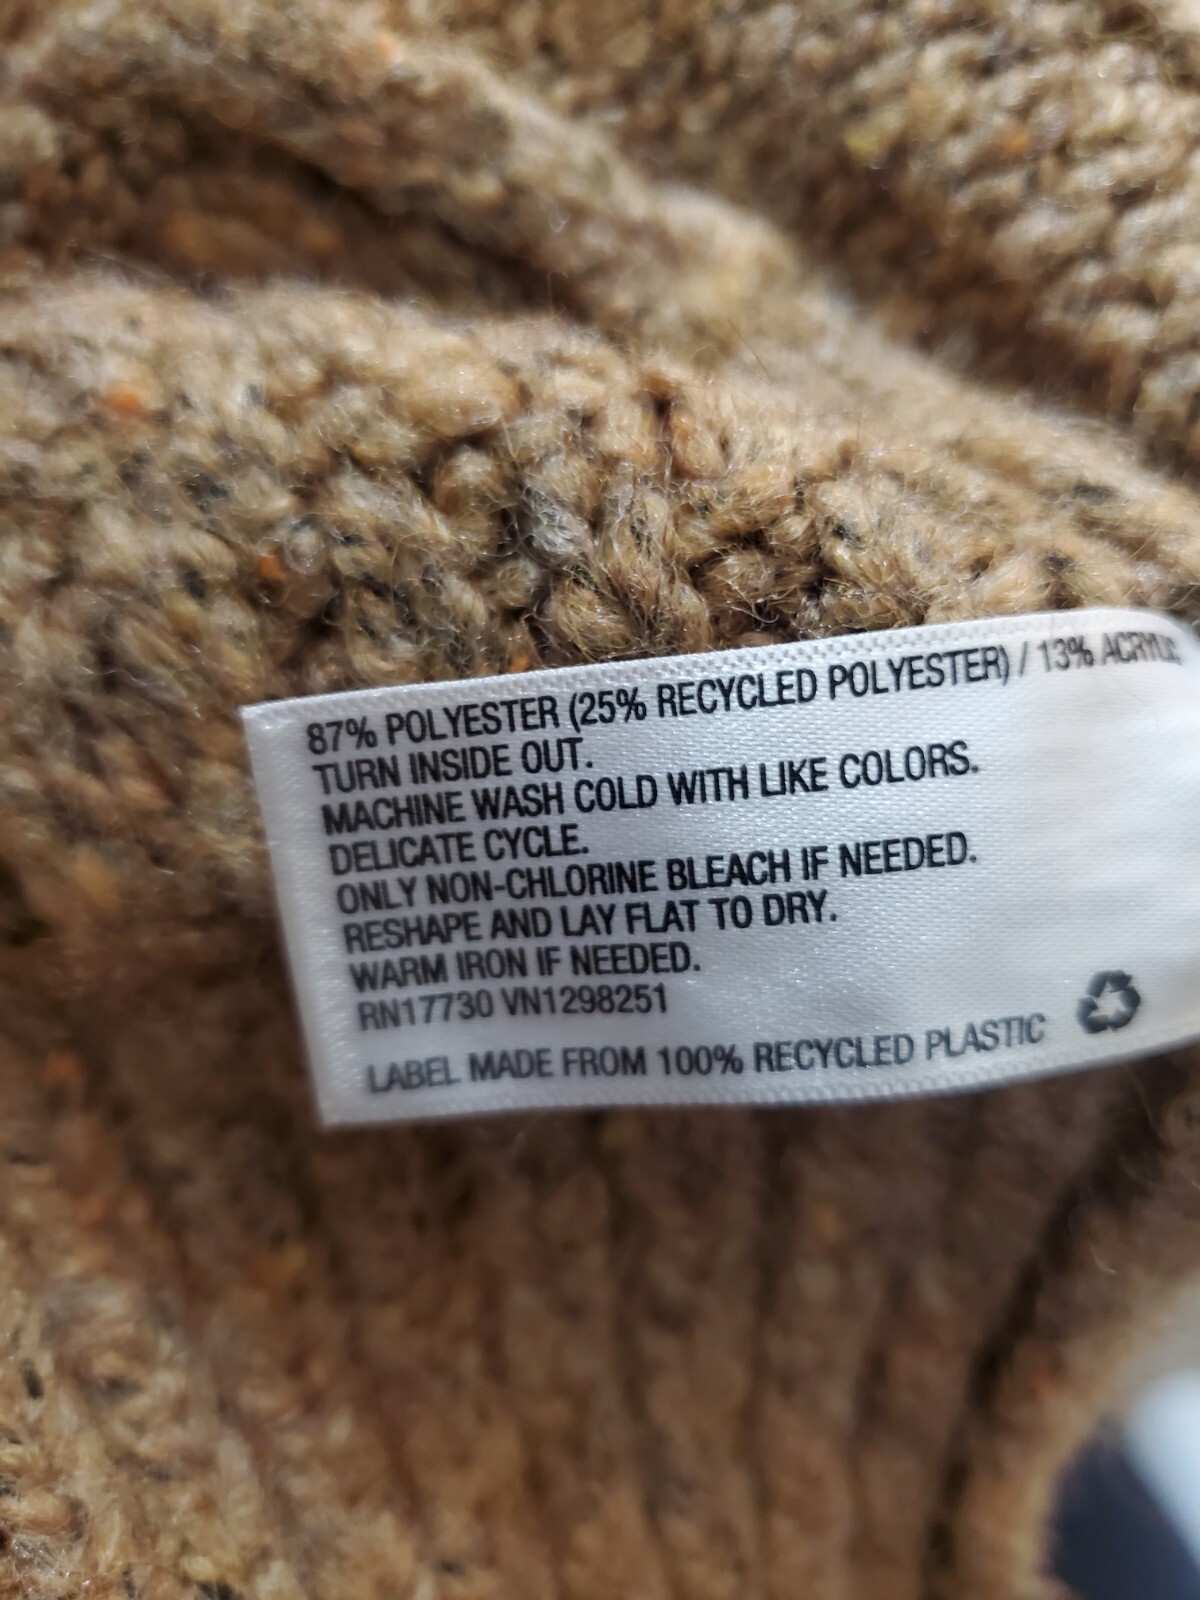 87% POLYESTER (25% RECYCLED POLYESTER) / 13% ACRYLIC
TURN INSIDE OUT.
MACHINE WASH COLD WITH LIKE COLORS.
DELICATE CYCLE.
ONLY NON-CHLORINE BLEACH IF NEEDED.
RESHAPE AND LAY FLAT TO DRY.
WARM IRON IF NEEDED.
RN17730 VN1298251
LABEL MADE FROM 100% RECYCLED PLASTIC